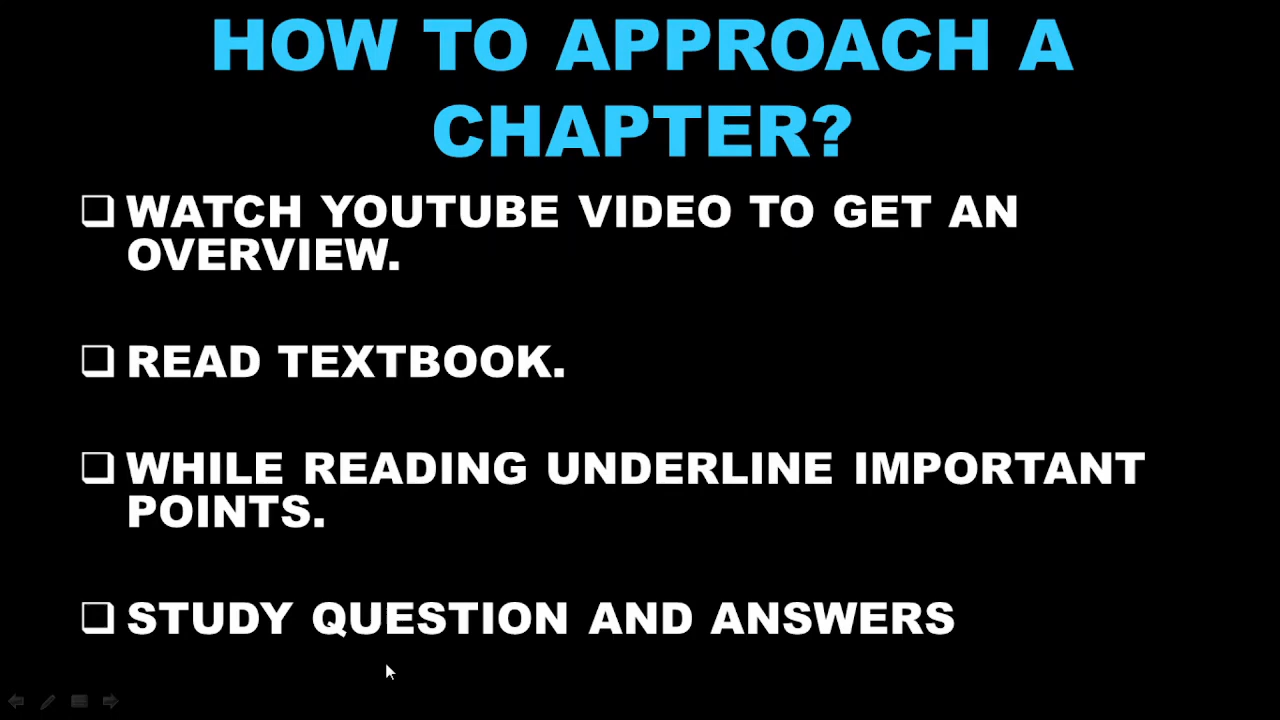 HOW TO APPROACH A
CHAPTER?
WATCH YOUTUBE VIDEO TO GET AN
OVERVIEW.
READ TEXTBOOK.
WHILE READING UNDERLINE IMPORTANT
POINTS.
STUDY QUESTION AND ANSWERS